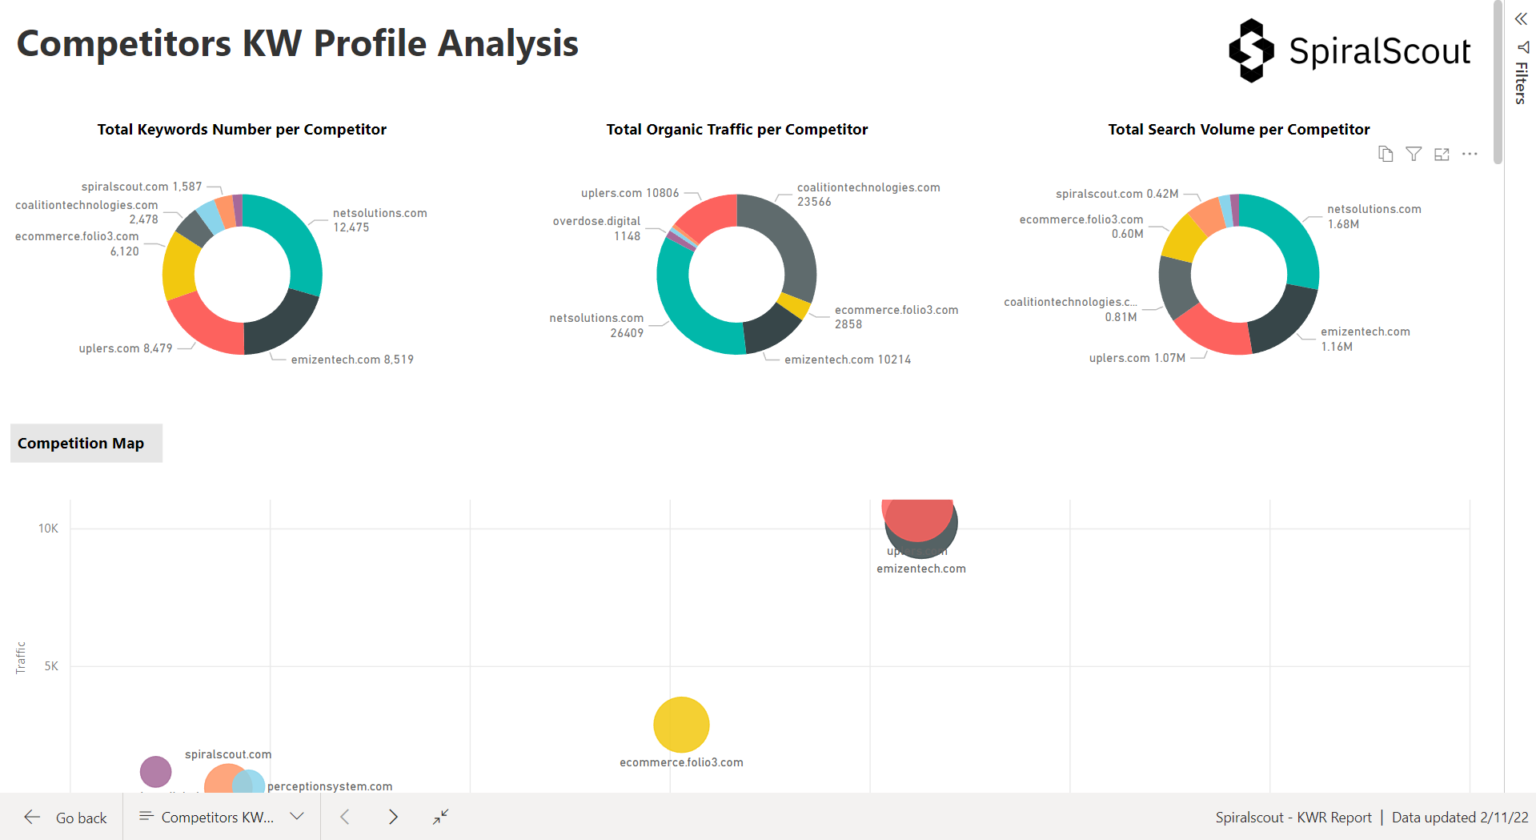 Competitors KW Profile Analysis
SpiralScout
Filters
Total Keywords Number per Competitor
spiralscout.com 1,587
coalitiontechnologies.com
2,478
ecommerce.folio3.com
6,120
uplers.com 8,479
netsolutions.com
12,475
emizentech.com 8,519
Total Organic Traffic per Competitor
uplers.com 10806
overdose.digital
1148
netsolutions.com
26409
coalitiontechnologies.com
23566
ecommerce.folio3.com
2858
emizentech.com 10214
Total Search Volume per Competitor
spiralscout.com 0.42M
ecommerce.folio3.com
0.60M
coalitiontechnologies.c...
0.81M
uplers.com 1.07M
netsolutions.com
1.68M
emizentech.com
1.16M
Competition Map
Traffic
10K
5K
emizentech.com
ecommerce.folio3.com
spiralscout.com
perceptionsystem.com
Go back
Competitors KW...
Spiralscout - KWR Report | Data updated 2/11/22